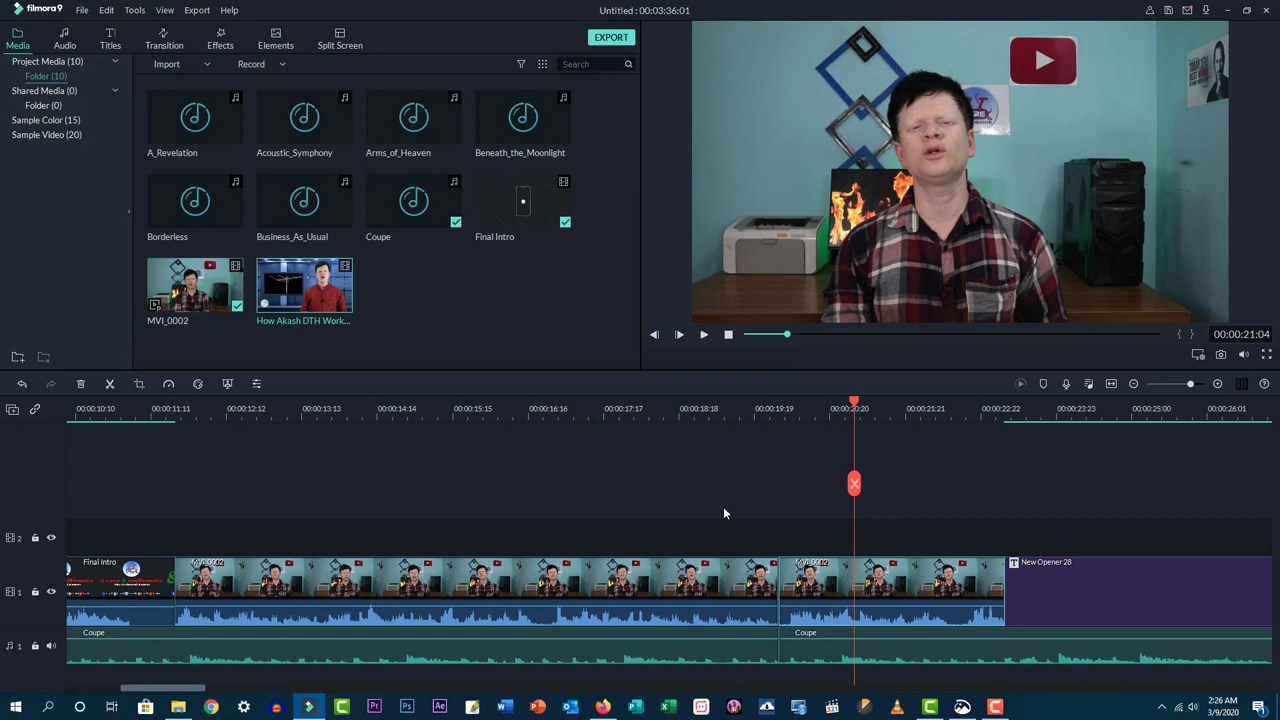 filmora9 File Edit Tools View Export Help Untitled : 00:03:36:01
Media Audio Titles Transition Effects Elements Split Screen EXPORT
Project Media (10)
Folder (10)
Shared Media (0)
Folder (0)
Sample Color (15)
Sample Video (20)
Import Record Search
A_Revelation Acoustic_Symphony Arms_of_Heaven Beneath_the_Moonlight
Borderless Business_As_Usual Coupe Final Intro
MVI_0002 How Akash DTH Work...
00:00:21:04
00:00:10:10 00:00:11:11 00:00:12:12 00:00:13:13 00:00:14:14 00:00:15:15 00:00:16:16 00:00:17:17 00:00:18:18 00:00:19:19 00:00:20:20 00:00:21:21 00:00:22:22 00:00:23:23 00:00:25:00 00:00:26:01
2
Final Intro MVI_0002 MVI_0002 New Opener 28
1
Coupe Coupe
1
2:26 AM
3/9/2020